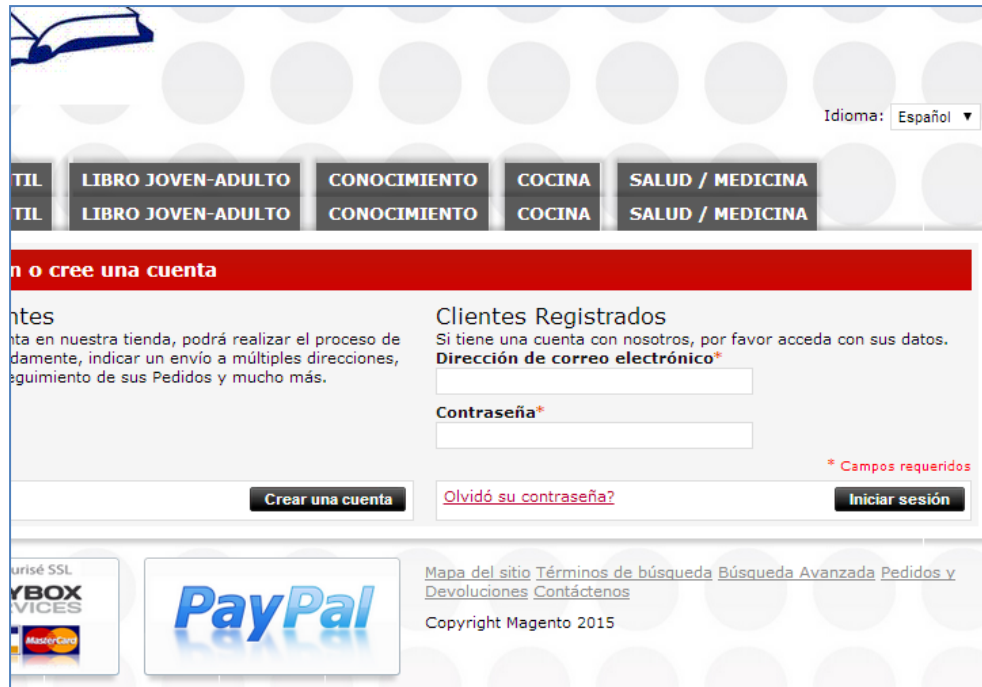 Idioma: Español
TIL LIBRO JOVEN-ADULTO CONOCIMIENTO COCINA SALUD / MEDICINA
TIL LIBRO JOVEN-ADULTO CONOCIMIENTO COCINA SALUD / MEDICINA
n o cree una cuenta
ntes
nta en nuestra tienda, podrá realizar el proceso de
damente, indicar un envío a múltiples direcciones,
eguimiento de sus Pedidos y mucho más.
Crear una cuenta
Clientes Registrados
Si tiene una cuenta con nosotros, por favor acceda con sus datos.
Dirección de correo electrónico*
Contraseña*
* Campos requeridos
Olvidó su contraseña?
Iniciar sesión
urisé SSL
YBOX
VICES
MasterCard
PayPal
Mapa del sitio Términos de búsqueda Búsqueda Avanzada Pedidos y
Devoluciones Contáctenos
Copyright Magento 2015